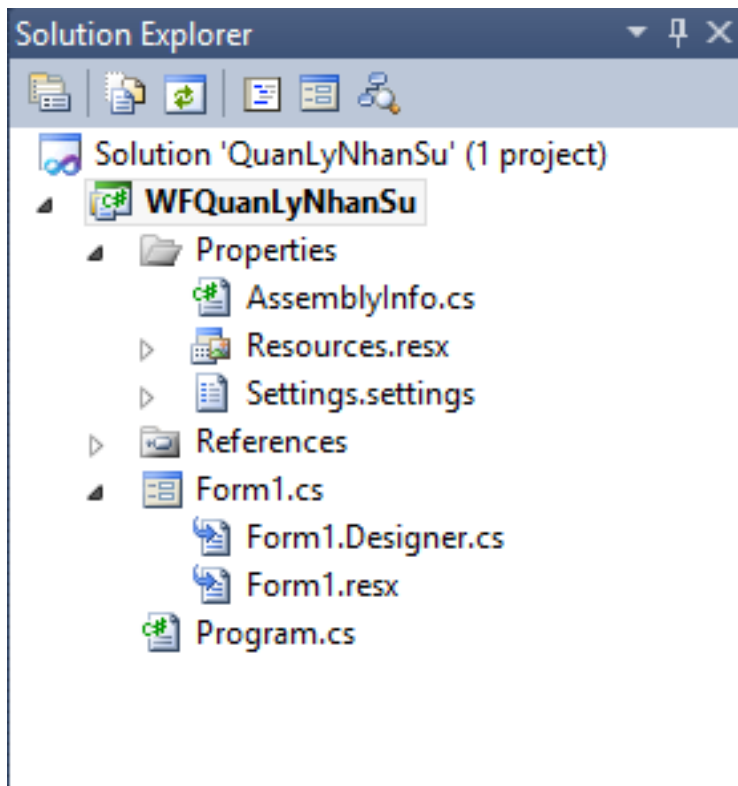 Solution Explorer
Solution 'QuanLyNhanSu' (1 project)
WFQuanLyNhanSu
Properties
AssemblyInfo.cs
Resources.resx
Settings.settings
References
Form1.cs
Form1.Designer.cs
Form1.resx
Program.cs